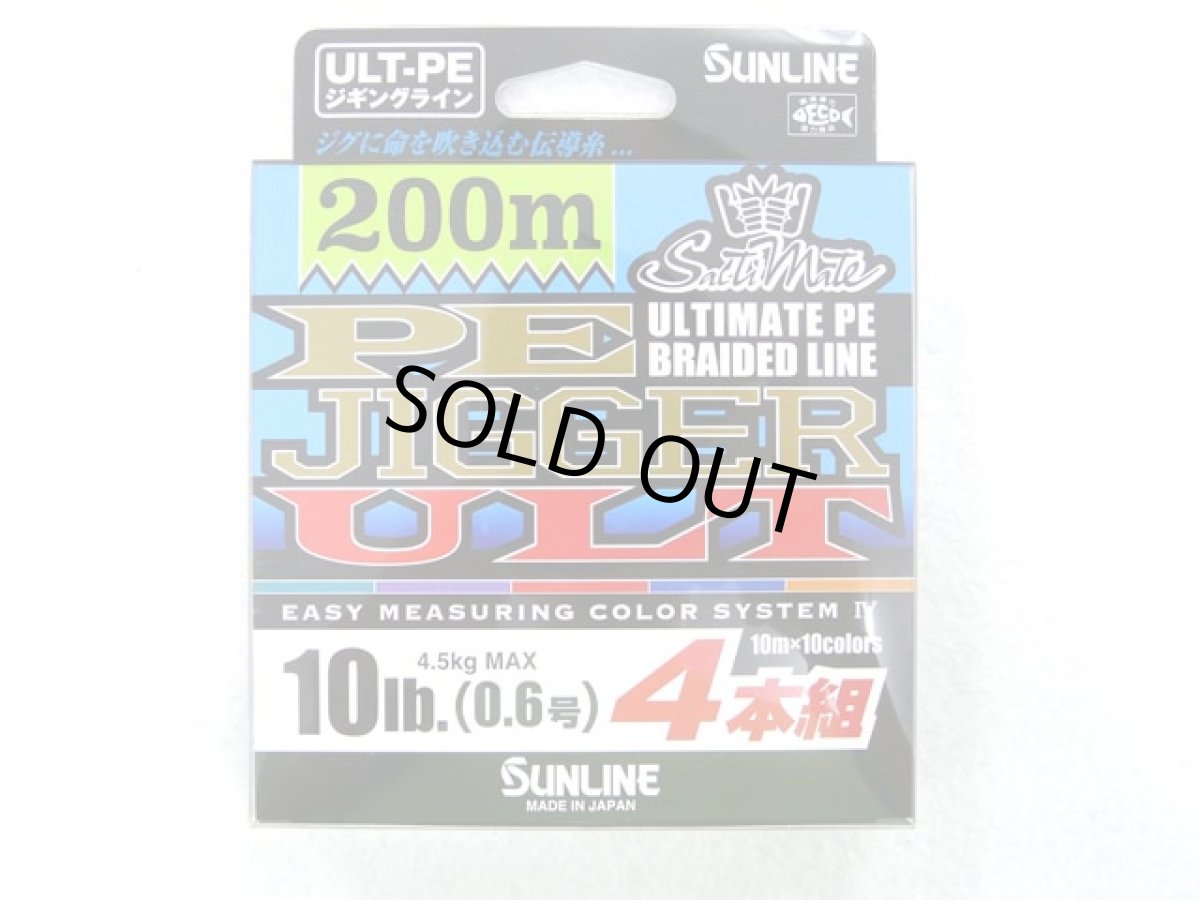 ULT-PE
ジギングライン
SUNLINE
ECO
ジグに命を吹き込む伝導糸...
200m
SaltiMate
PE
ULTIMATE PE
BRAIDED LINE
JIGGER
ULT
SOLD OUT
EASY MEASURING COLOR SYSTEM Ⅳ
10lb.(0.6号)
4.5kg MAX
4本組
10m×10colors
SUNLINE
MADE IN JAPAN